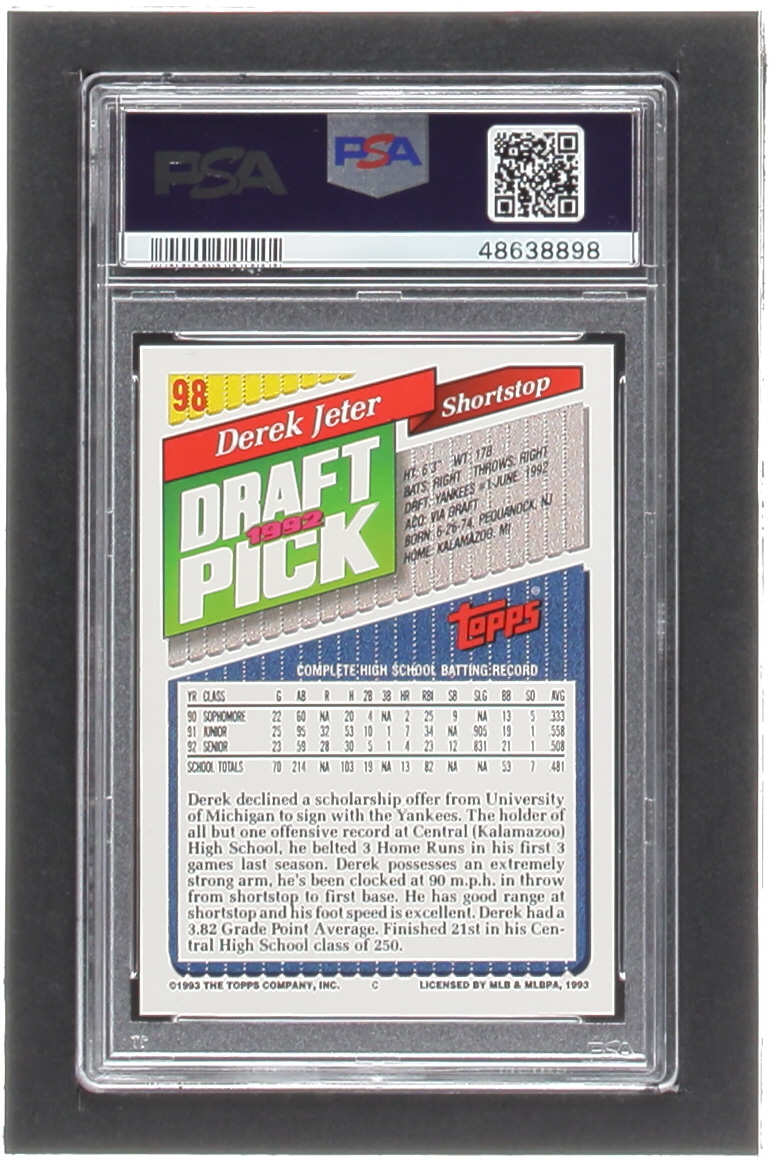 PSA PSA
48638898
98
Derek Jeter Shortstop
DRAFT
1992
PICK
HT: 6'3" WT: 178
BATS: RIGHT THROWS: RIGHT
DRFT: YANKEES #1-JUNE, 1992
ACQ: VIA DRAFT
BORN: 6-26-74, PEQUANOCK, NJ
HOME: KALAMAZOO, MI
Topps®
COMPLETE HIGH SCHOOL BATTING RECORD
YR CLASS G AB R H 2B 3B HR RBI SB SLG BB SO AVG
90 SOPHOMORE 22 60 NA 20 4 NA 2 25 9 NA 13 5 .333
91 JUNIOR 25 95 32 53 10 1 7 34 NA .905 19 1 .558
92 SENIOR 23 59 28 30 5 1 4 23 12 .831 21 1 .508
SCHOOL TOTALS 70 214 NA 103 19 NA 13 82 NA NA 53 7 .481
Derek declined a scholarship offer from University
of Michigan to sign with the Yankees. The holder of
all but one offensive record at Central (Kalamazoo)
High School, he belted 3 Home Runs in his first 3
games last season. Derek possesses an extremely
strong arm, he's been clocked at 90 m.p.h. in throw
from shortstop to first base. He has good range at
shortstop and his foot speed is excellent. Derek had a
3.82 Grade Point Average. Finished 21st in his Cen-
tral High School class of 250.
©1993 THE TOPPS COMPANY, INC. C LICENSED BY MLB & MLBPA, 1993
PSA